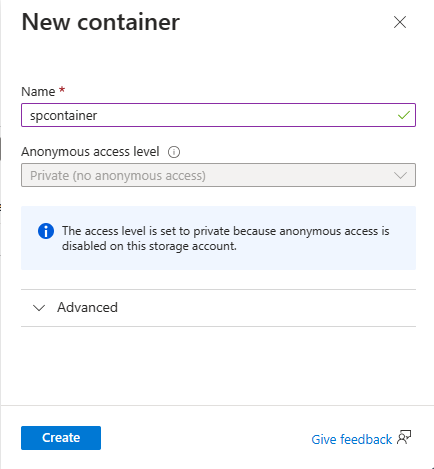 New container
Name *
spcontainer
Anonymous access level
Private (no anonymous access)
The access level is set to private because anonymous access is
disabled on this storage account.
Advanced
Create
Give feedback